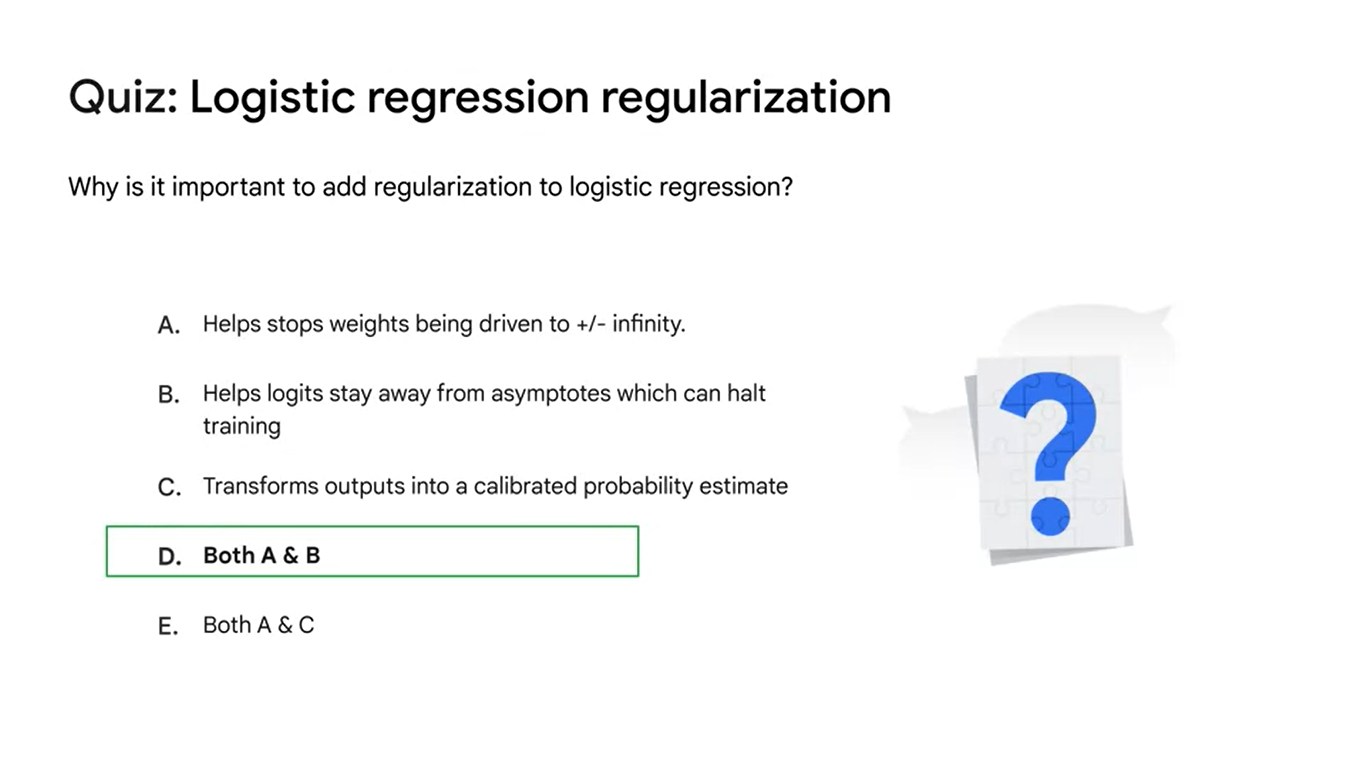 Quiz: Logistic regression regularization
Why is it important to add regularization to logistic regression?
A. Helps stops weights being driven to +/- infinity.
B. Helps logits stay away from asymptotes which can halt
training
C. Transforms outputs into a calibrated probability estimate
D. Both A & B
E. Both A & C
?